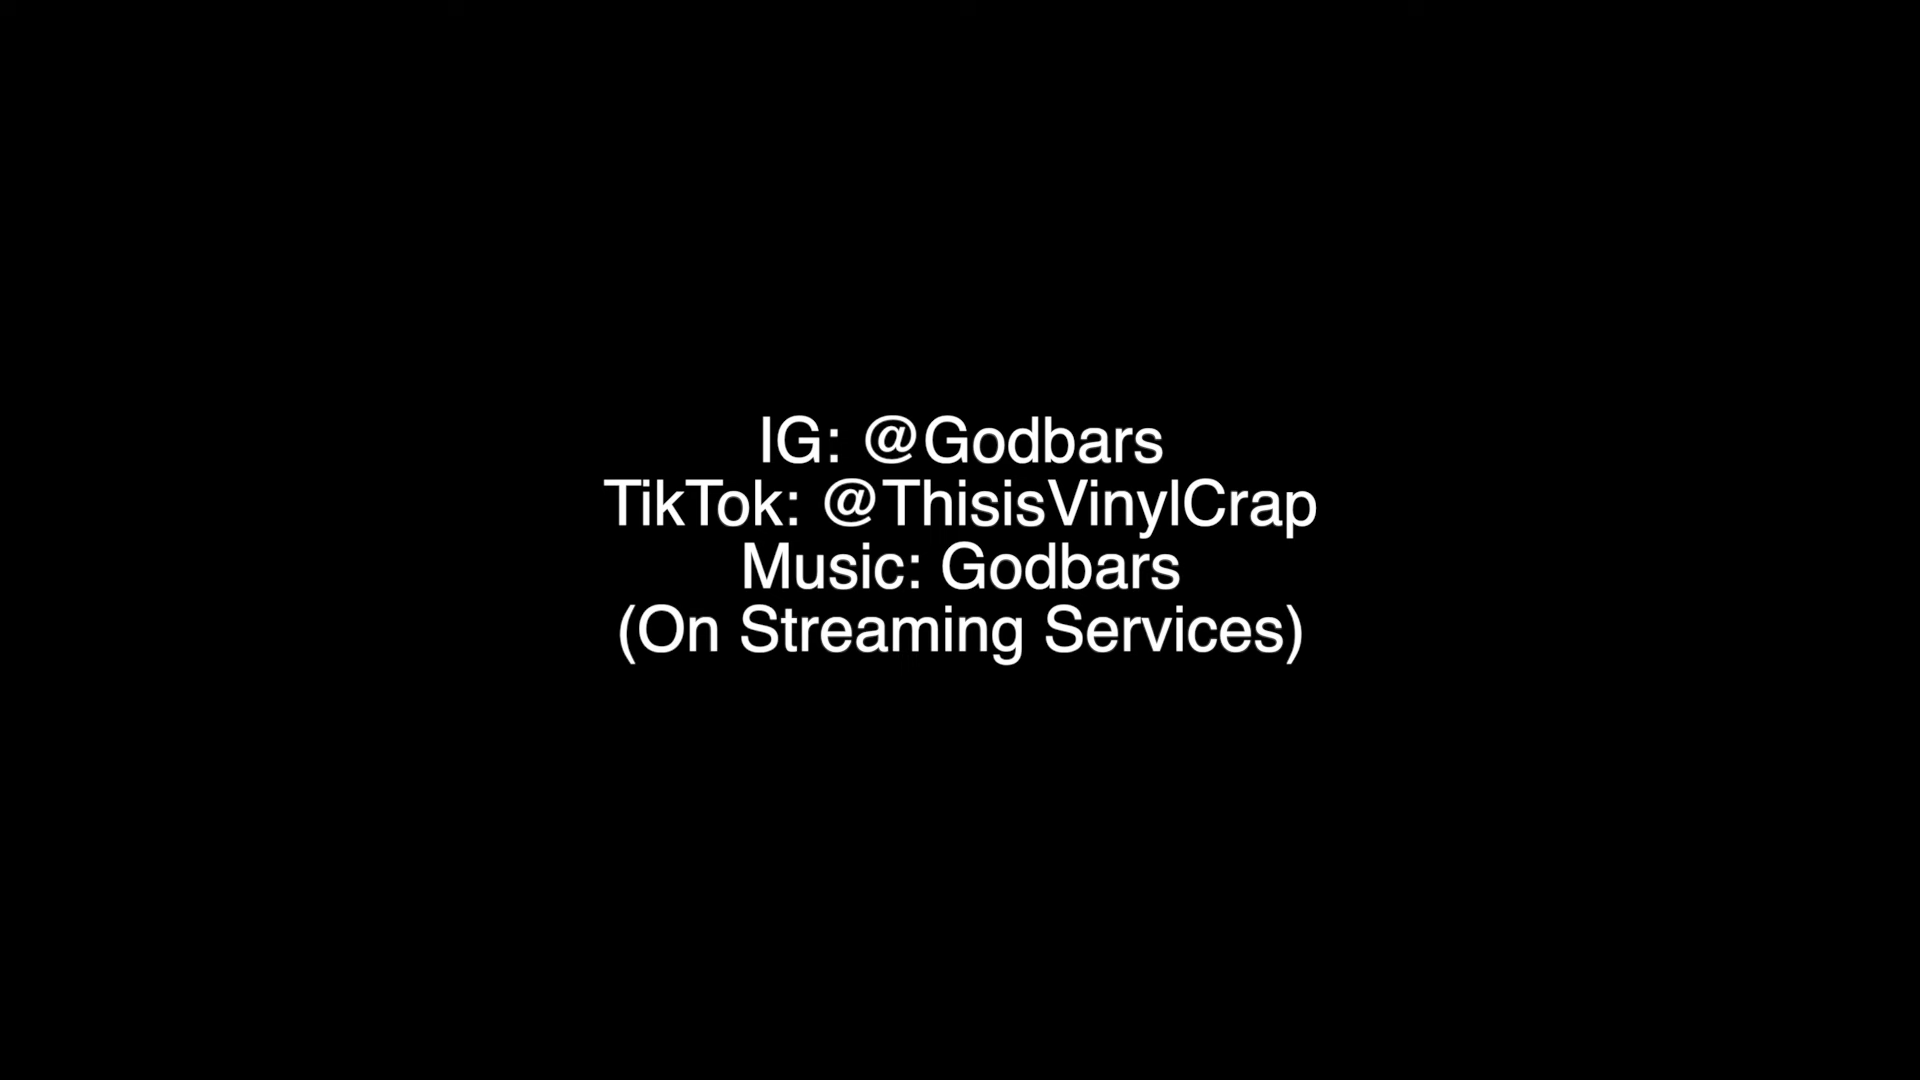 IG: @Godbars
TikTok: @ThisisVinylCrap
Music: Godbars
(On Streaming Services)